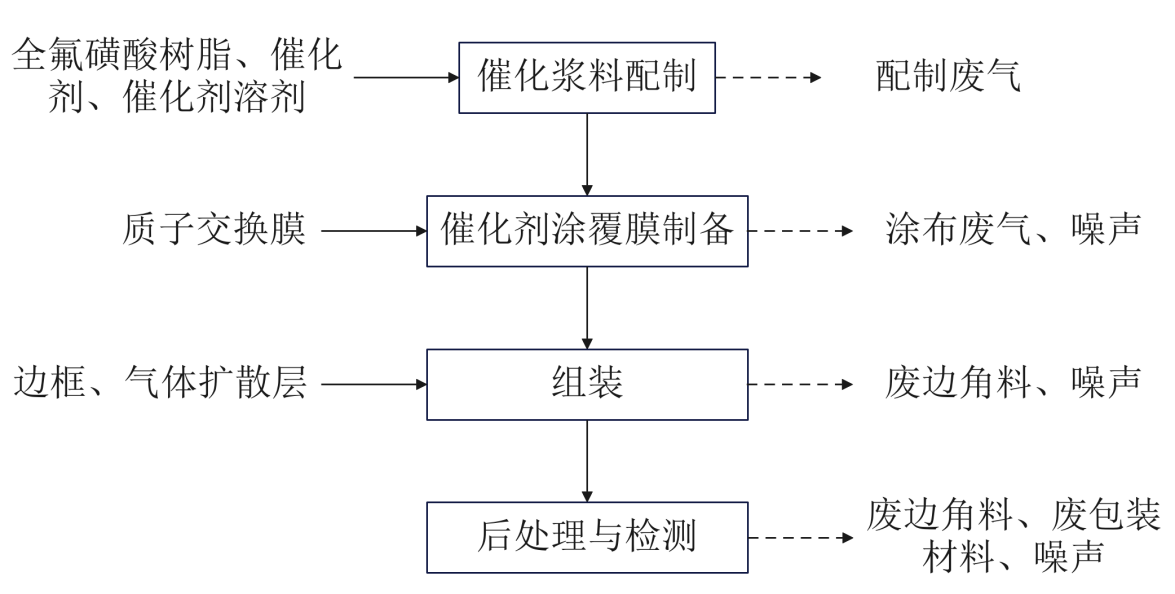 全氟磺酸树脂、催化
剂、催化剂溶剂
催化浆料配制
配制废气
质子交换膜
催化剂涂覆膜制备
涂布废气、噪声
边框、气体扩散层
组装
废边角料、噪声
后处理与检测
废边角料、废包装
材料、噪声